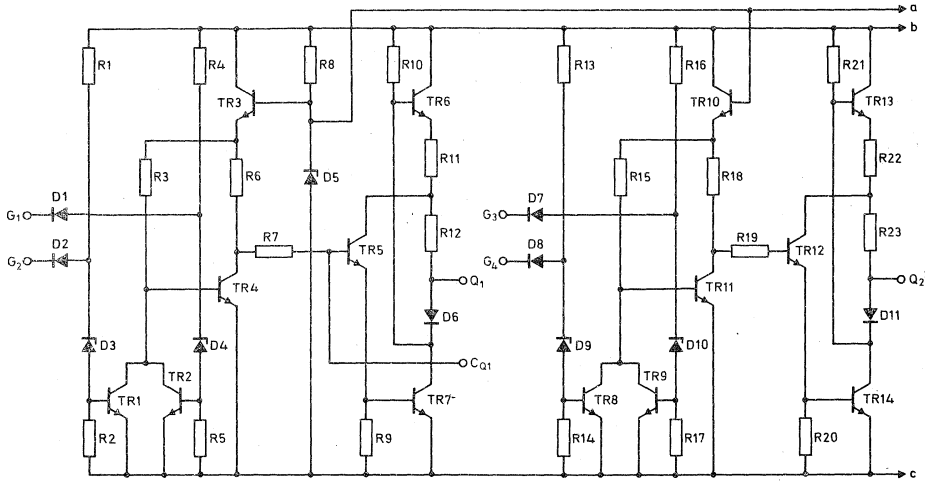 a
b
R1
R4
R8
R10
R13
R16
R21
TR3
TR6
TR10
TR13
R3
R6
D5
R11
R15
R18
R22
G1
D1
G3
D7
R7
R12
R19
R23
G2
D2
TR5
G4
D8
TR12
TR4
Q1
TR11
Q2
D6
D11
D3
D4
D9
D10
CQ1
TR2
TR9
TR1
TR7
TR8
TR14
R2
R5
R9
R14
R17
R20
c